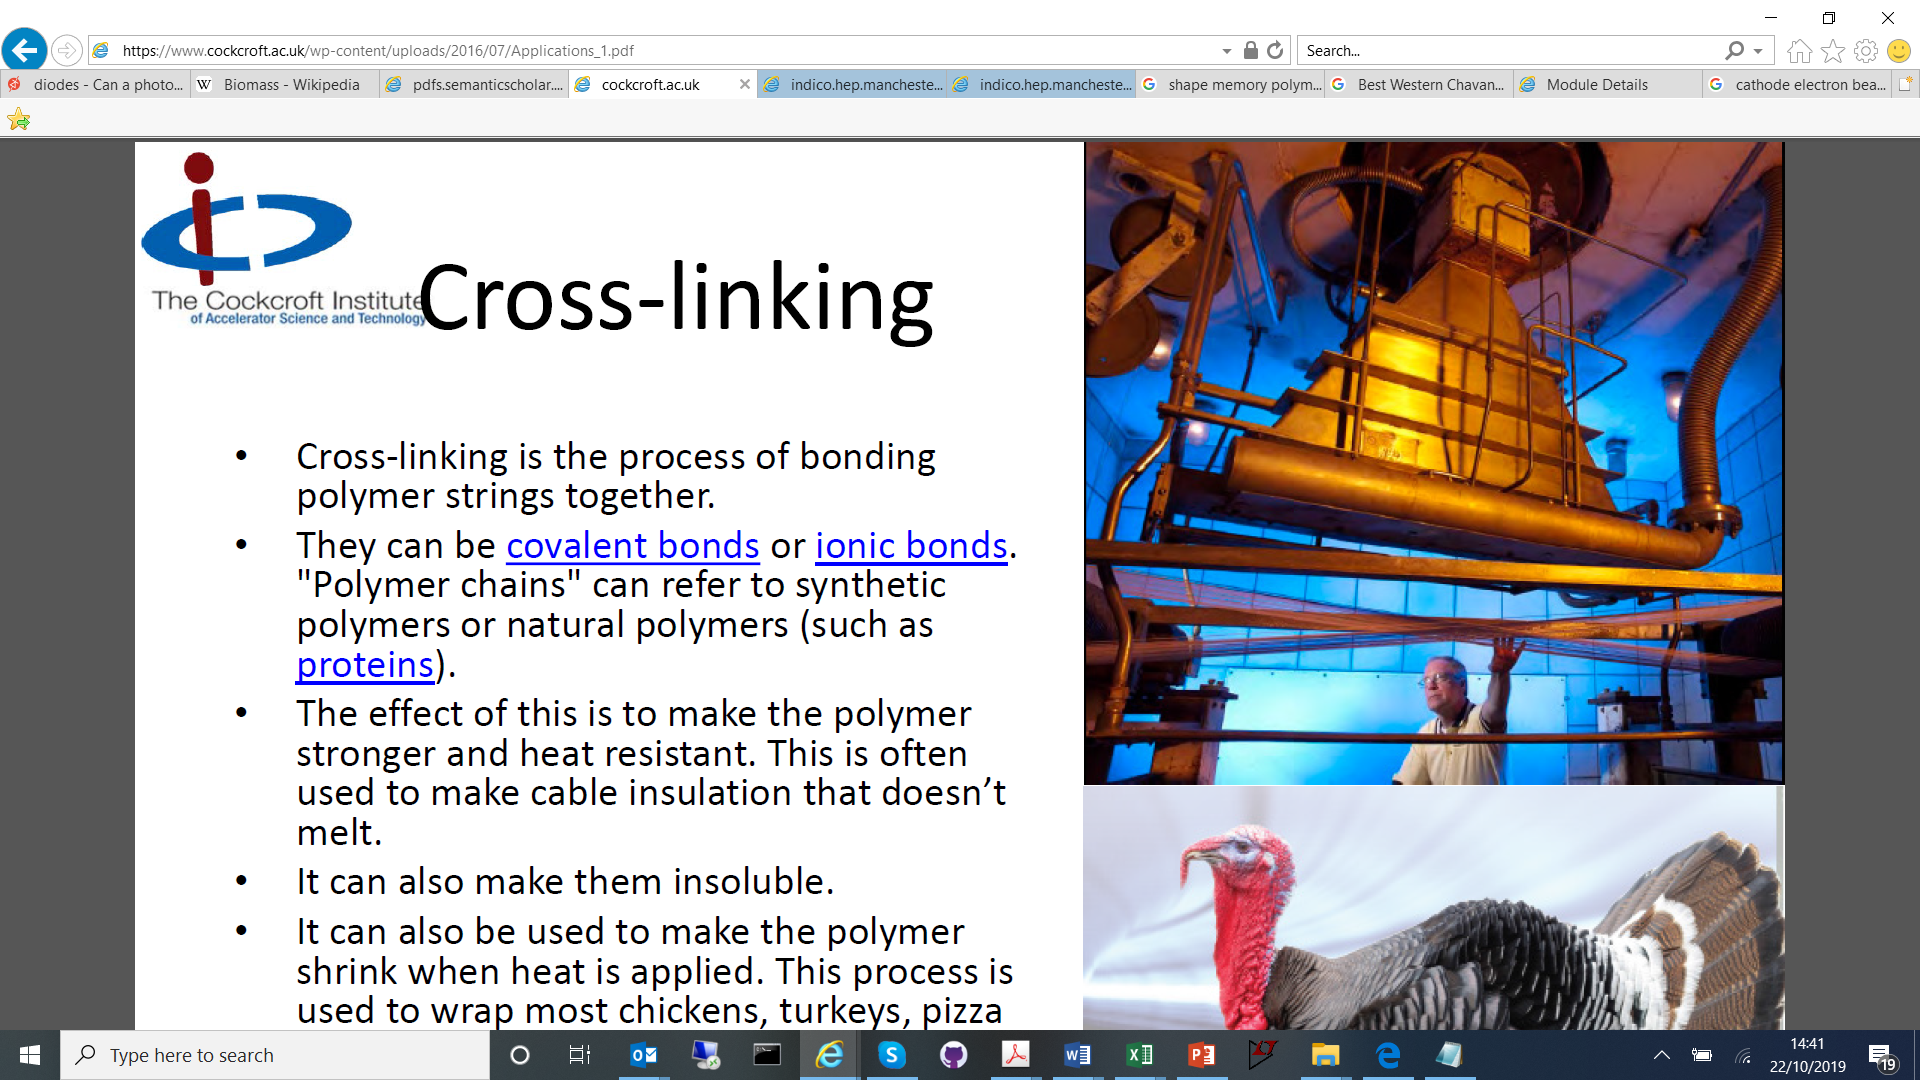 https://www.cockcroft.ac.uk/wp-content/uploads/2016/07/Applications_1.pdf
Search...
diodes - Can a photo...
Biomass - Wikipedia
pdfs.semanticscholar....
cockcroft.ac.uk
indico.hep.mancheste...
indico.hep.mancheste...
shape memory polym...
Best Western Chavan...
Module Details
cathode electron bea...
The Cockcroft Institute
of Accelerator Science and Technology
Cross-linking
• Cross-linking is the process of bonding
polymer strings together.
• They can be covalent bonds or ionic bonds.
"Polymer chains" can refer to synthetic
polymers or natural polymers (such as
proteins).
• The effect of this is to make the polymer
stronger and heat resistant. This is often
used to make cable insulation that doesn’t
melt.
• It can also make them insoluble.
• It can also be used to make the polymer
shrink when heat is applied. This process is
used to wrap most chickens, turkeys, pizza
Type here to search
14:41
22/10/2019
19